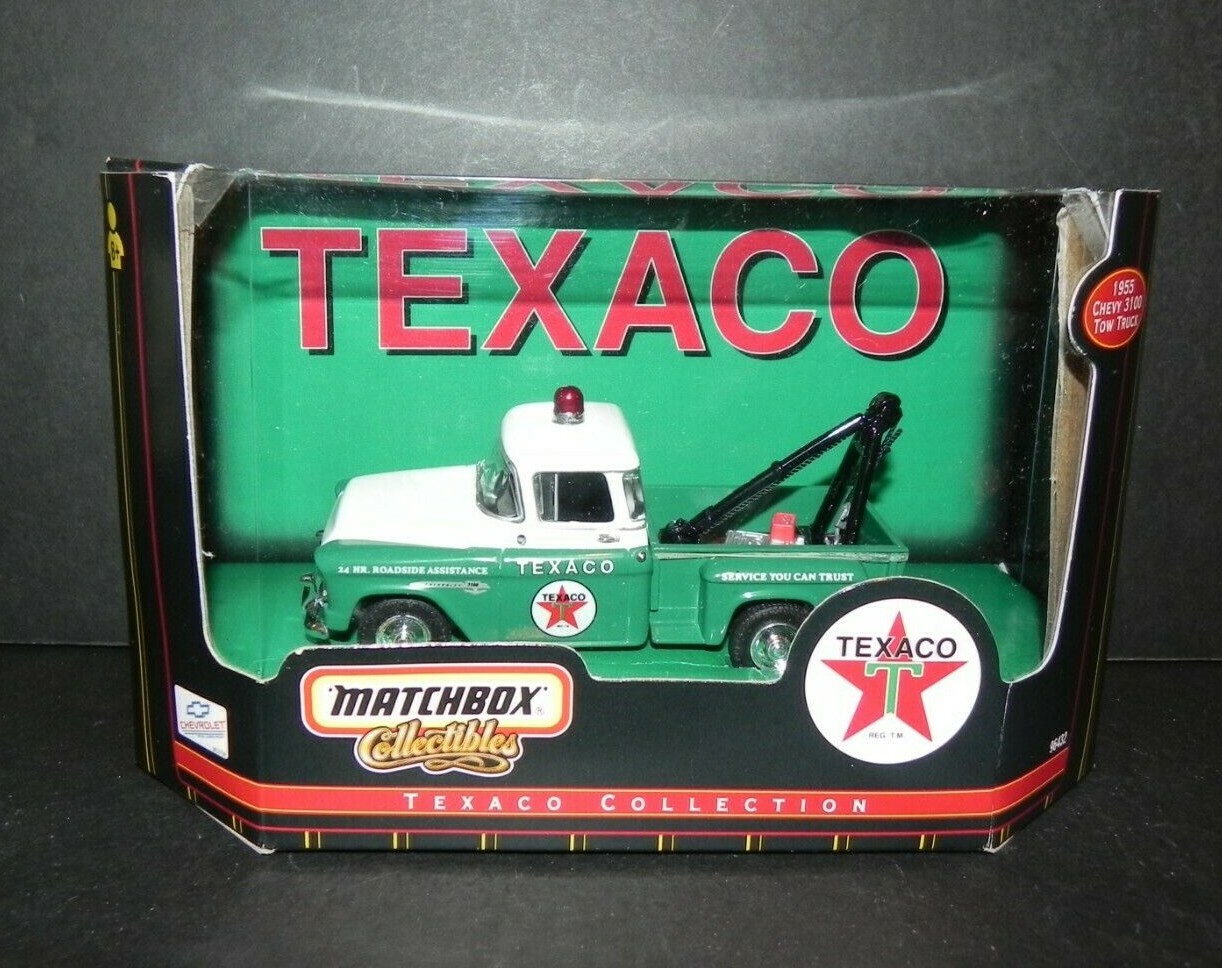 TEXACO
1955
CHEVY 3100
TOW TRUCK
24 HR. ROADSIDE ASSISTANCE
TEXACO
SERVICE YOU CAN TRUST
TEXACO
T
TEXACO
T
REG. T.M.
MATCHBOX®
Collectibles
CHEVROLET
96432
TEXACO COLLECTION